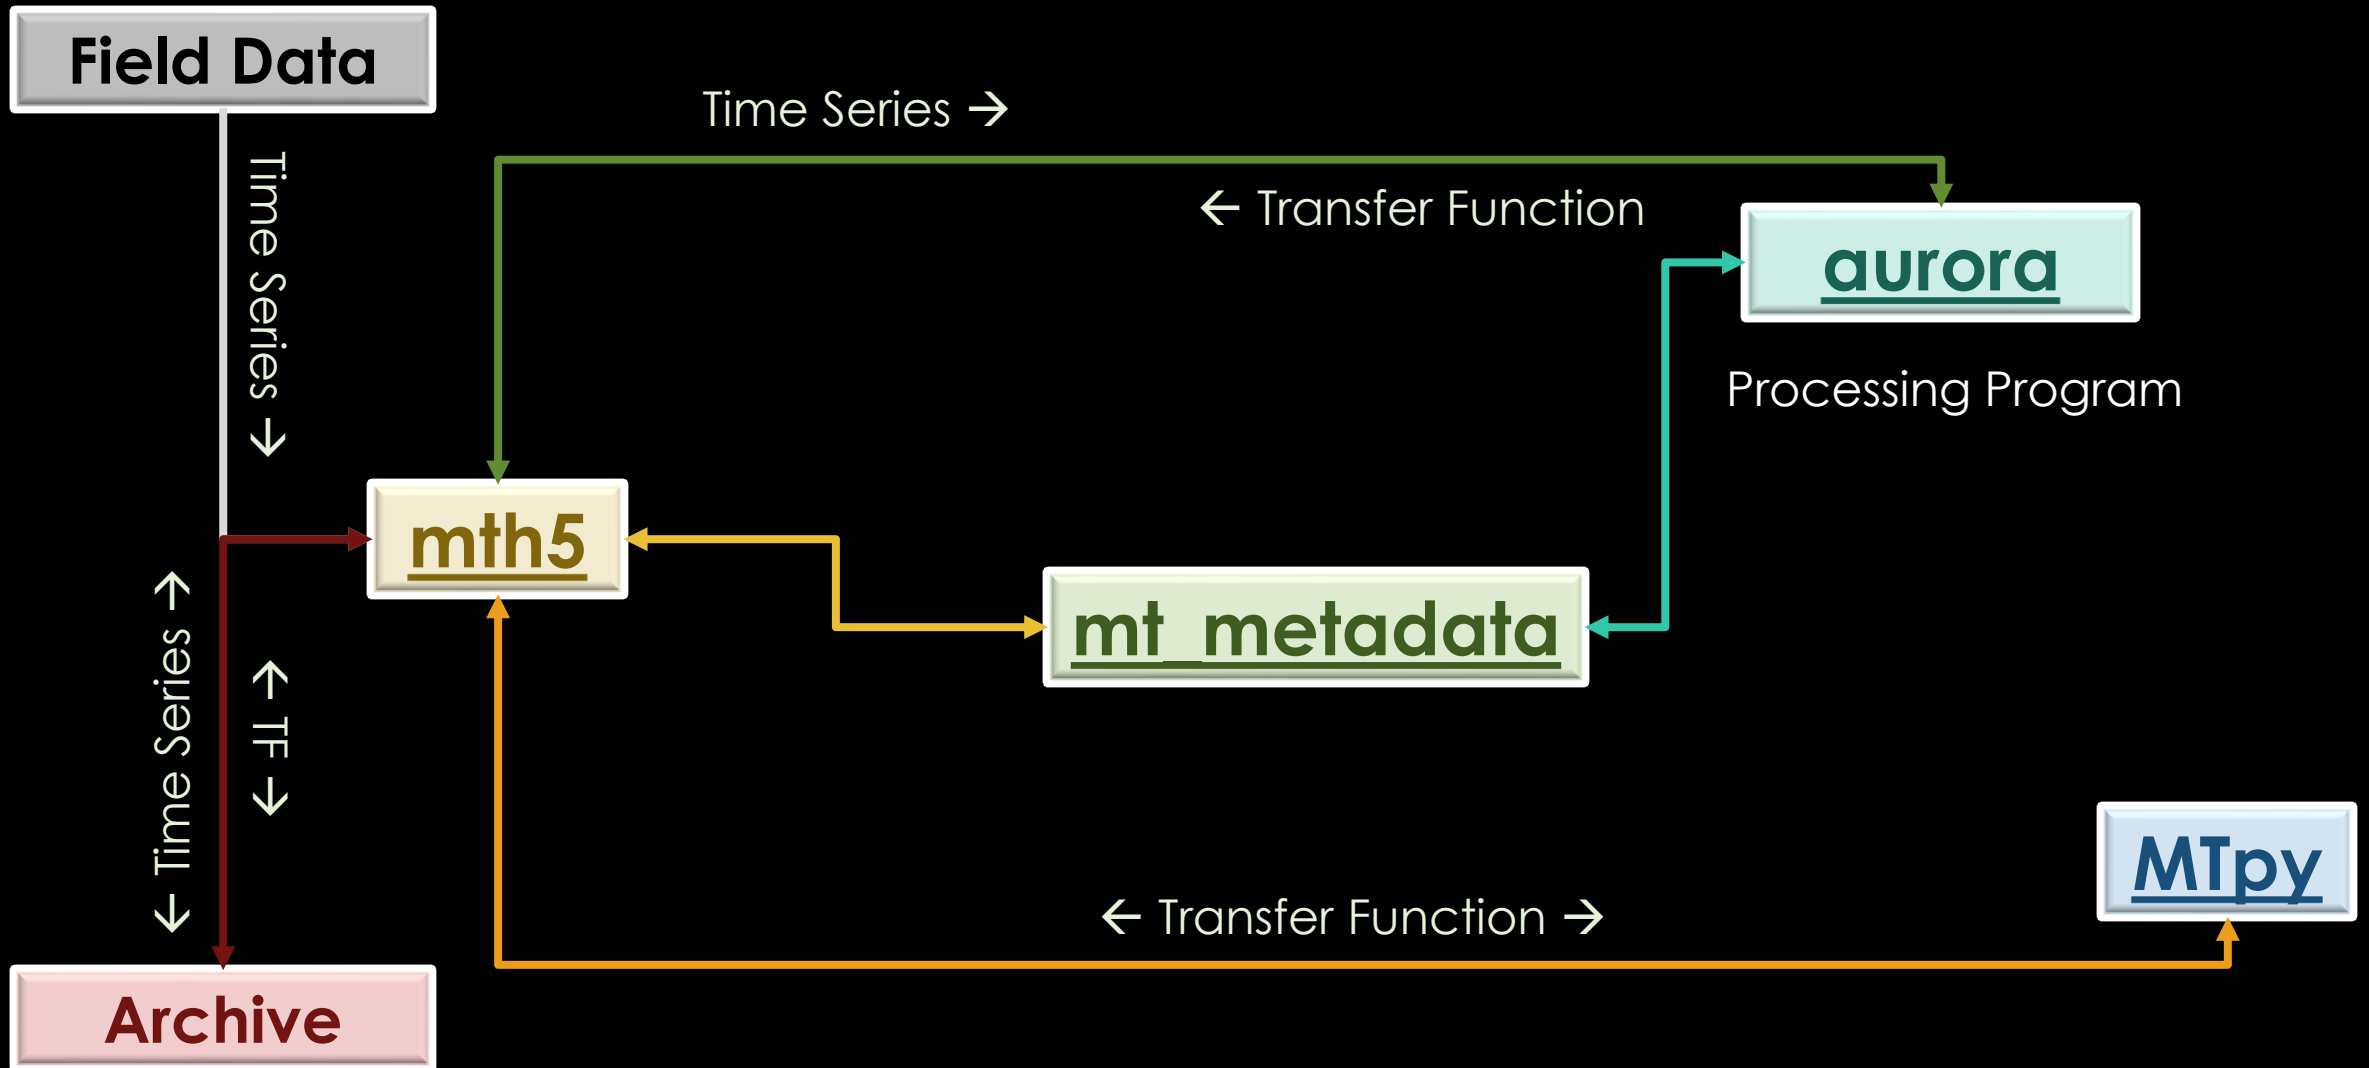 Field Data
Time Series →
Time Series →
← Transfer Function
aurora
Processing Program
mth5
mt_metadata
← Time Series →
← TF →
MTpy
← Transfer Function →
Archive